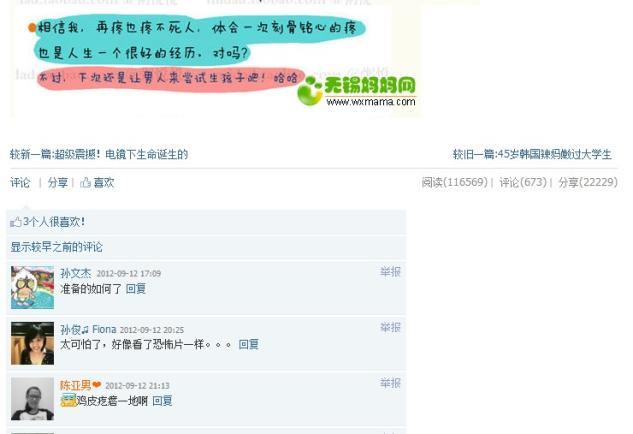 相信我，再疼也疼不死人，体会一次刻骨铭心的疼
也是人生一个很好的经历，对吗？
不过，下次还是让男人来尝试生孩子吧！哈哈
无锡妈妈网
www.wxmama.com
较新一篇:超级震撼！电镜下生命诞生的
较旧一篇:45岁韩国辣妈嫩过大学生
评论 | 分享 | 喜欢
阅读(116569) | 评论(673) | 分享(22229)
3个人很喜欢!
显示较早之前的评论
孙文杰 2012-09-12 17:09
举报
准备的如何了 回复
孙俊♫ Fiona 2012-09-12 20:25
举报
太可怕了，好像看了恐怖片一样。。。 回复
陈亚男❤ 2012-09-12 21:13
举报
鸡皮疙瘩一地啊 回复